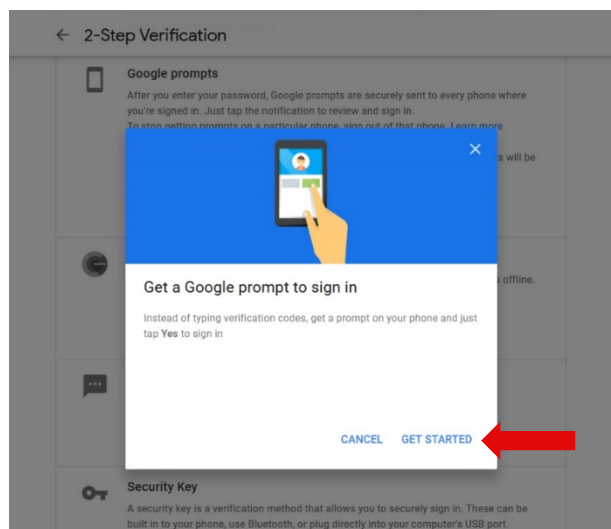 2-Step Verification
Google prompts
After you enter your password, Google prompts are securely sent to every phone where
you're signed in. Just tap the notification to review and sign in.
To stop getting prompts on a particular phone, sign out of that phone. Learn more
s will be
offline.
Get a Google prompt to sign in
Instead of typing verification codes, get a prompt on your phone and just
tap Yes to sign in
CANCEL GET STARTED
Security Key
A security key is a verification method that allows you to securely sign in. These can be
built in to your phone, use Bluetooth, or plug directly into your computer's USB port.